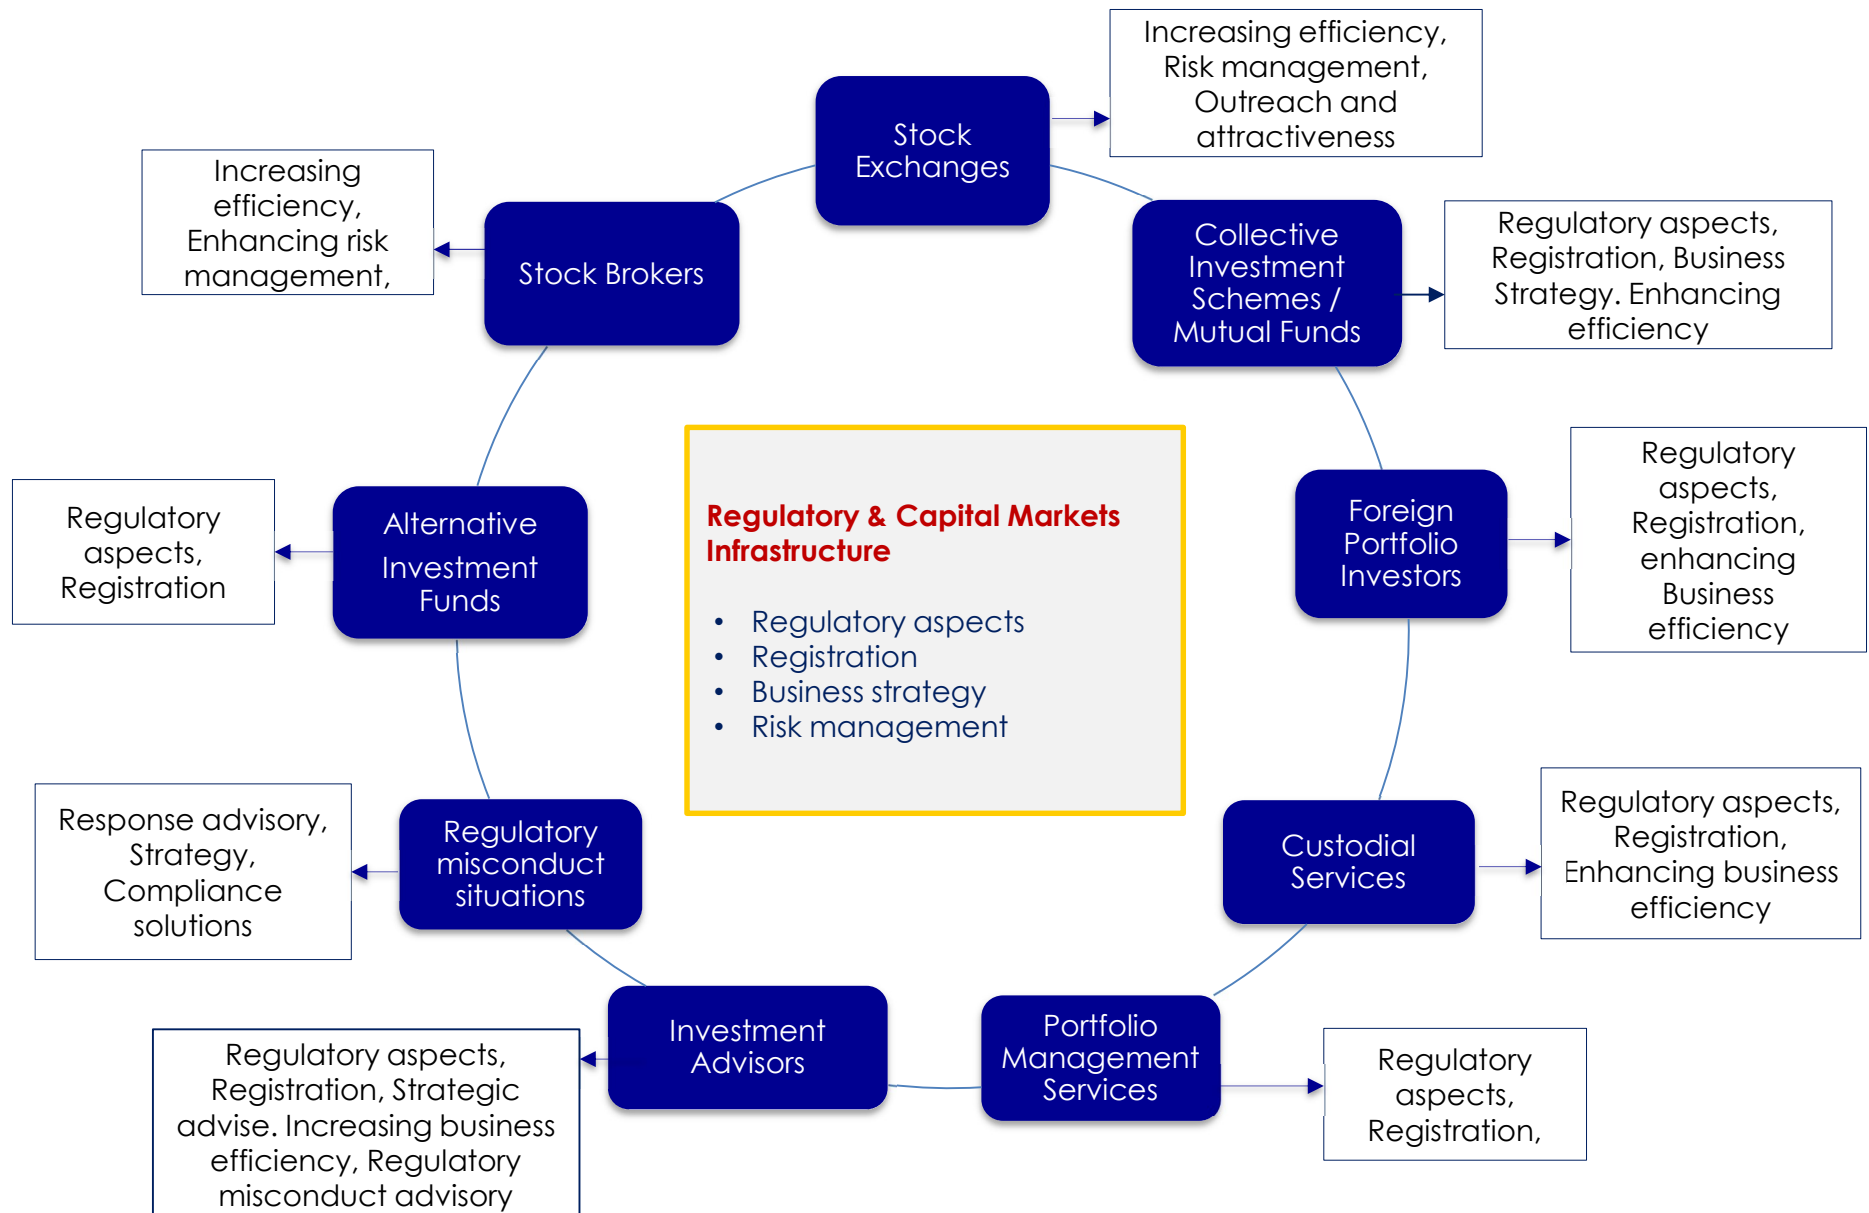 Stock
Exchanges
Increasing efficiency,
Risk management,
Outreach and
attractiveness
Collective
Investment
Schemes /
Mutual Funds
Regulatory aspects,
Registration, Business
Strategy. Enhancing
efficiency
Foreign
Portfolio
Investors
Regulatory
aspects,
Registration,
enhancing
Business
efficiency
Custodial
Services
Regulatory aspects,
Registration,
Enhancing business
efficiency
Portfolio
Management
Services
Regulatory
aspects,
Registration,
Investment
Advisors
Regulatory aspects,
Registration, Strategic
advise. Increasing business
efficiency, Regulatory
misconduct advisory
Regulatory
misconduct
situations
Response advisory,
Strategy,
Compliance
solutions
Alternative
Investment
Funds
Regulatory
aspects,
Registration
Stock Brokers
Increasing
efficiency,
Enhancing risk
management,
Regulatory & Capital Markets
Infrastructure
• Regulatory aspects
• Registration
• Business strategy
• Risk management